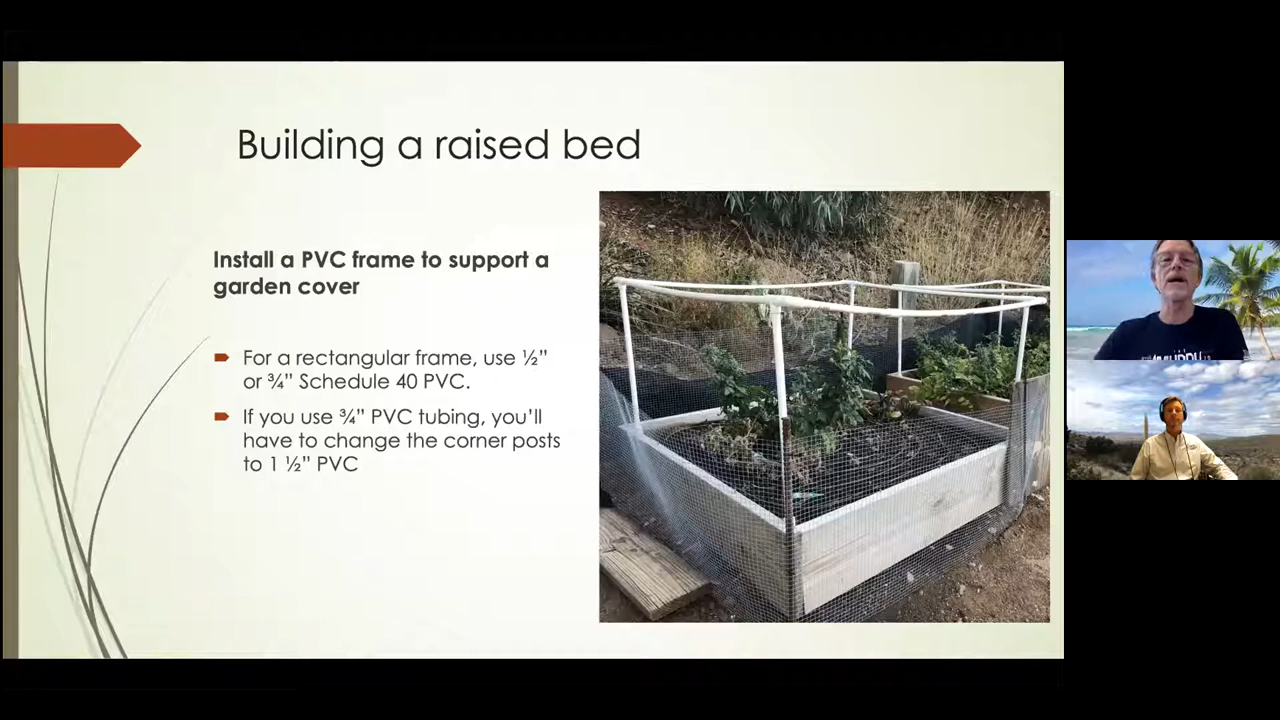 Building a raised bed
Install a PVC frame to support a
garden cover
For a rectangular frame, use ½”
or ¾” Schedule 40 PVC.
If you use ¾” PVC tubing, you’ll
have to change the corner posts
to 1 ½” PVC